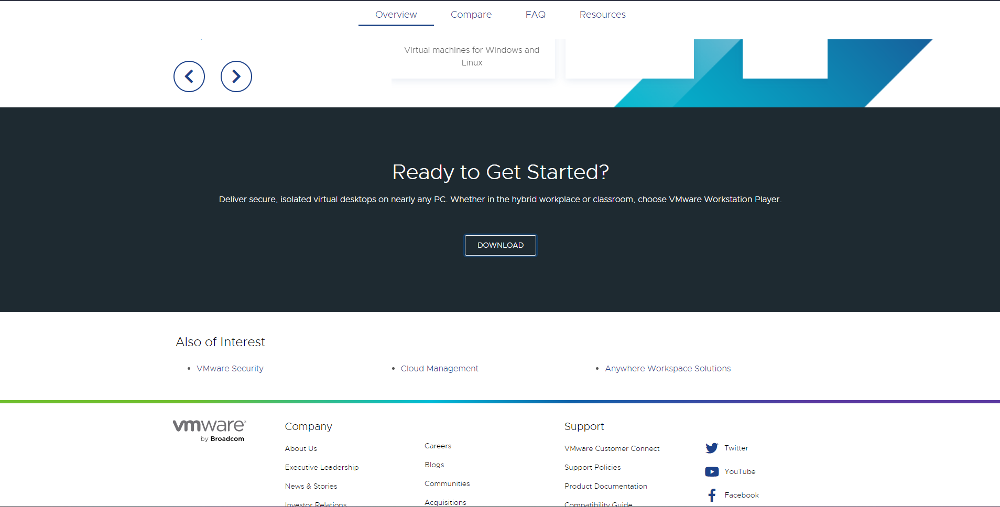 Overview
Compare
FAQ
Resources
Virtual machines for Windows and
Linux
Ready to Get Started?
Deliver secure, isolated virtual desktops on nearly any PC. Whether in the hybrid workplace or classroom, choose VMware Workstation Player.
DOWNLOAD
Also of Interest
• VMware Security
• Cloud Management
• Anywhere Workspace Solutions
vmware®
by Broadcom
Company
About Us
Executive Leadership
News & Stories
Investor Relations
Careers
Blogs
Communities
Acquisitions
Support
VMware Customer Connect
Support Policies
Product Documentation
Compatibility Guide
Twitter
YouTube
Facebook